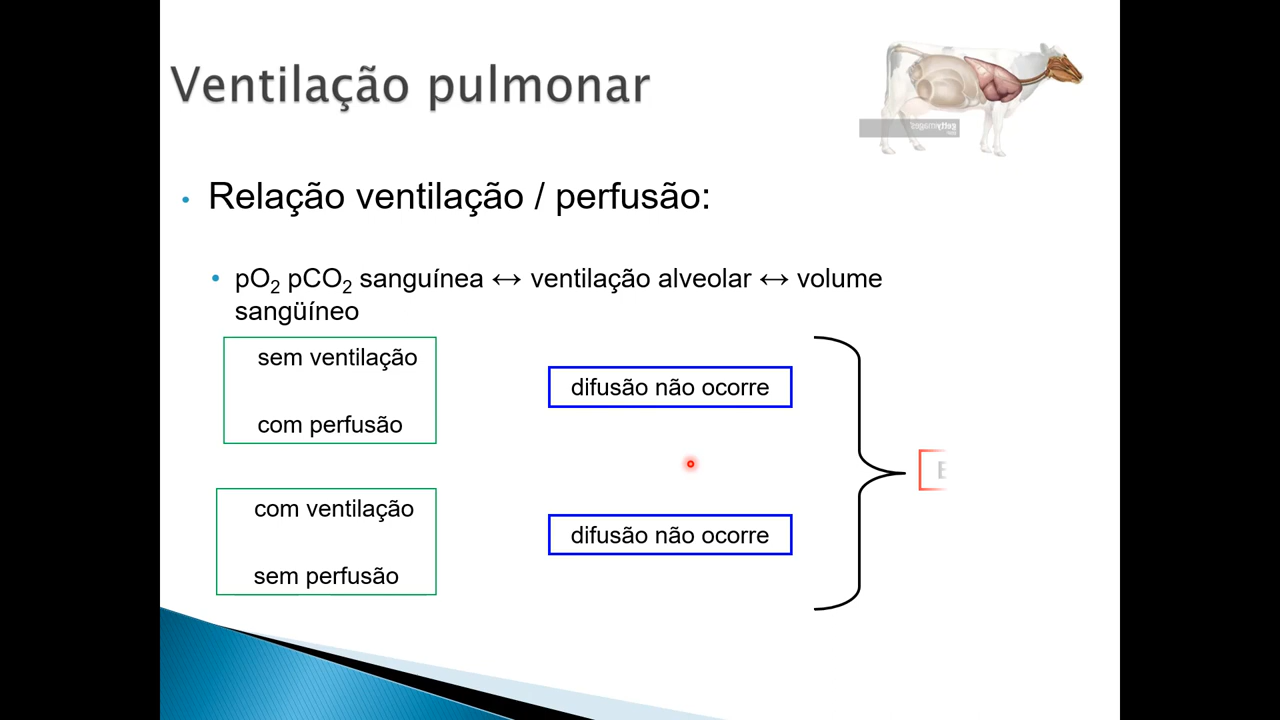 Ventilação pulmonar
Relação ventilação / perfusão:
pO2 pCO2 sanguínea ↔ ventilação alveolar ↔ volume
sangüíneo
sem ventilação
com perfusão
difusão não ocorre
com ventilação
sem perfusão
difusão não ocorre